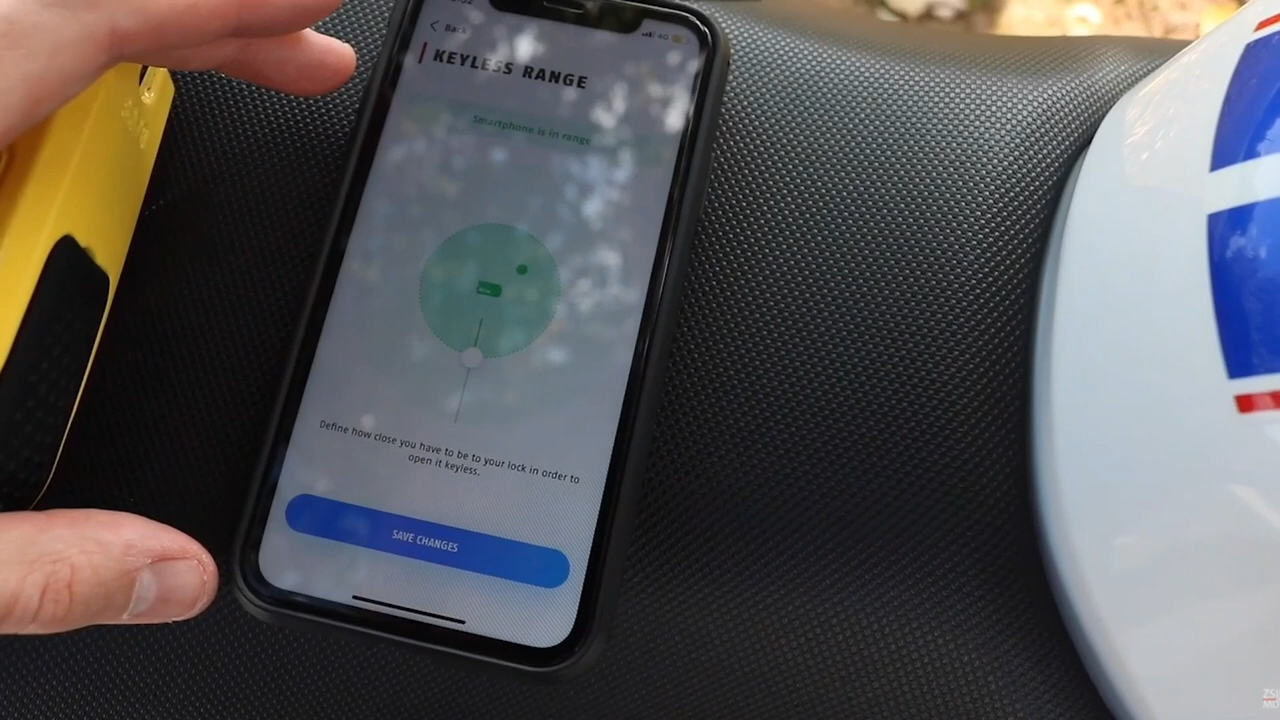 Back
4G
KEYLESS RANGE
Smartphone is in range
Define how close you have to be to your lock in order to
open it keyless.
SAVE CHANGES